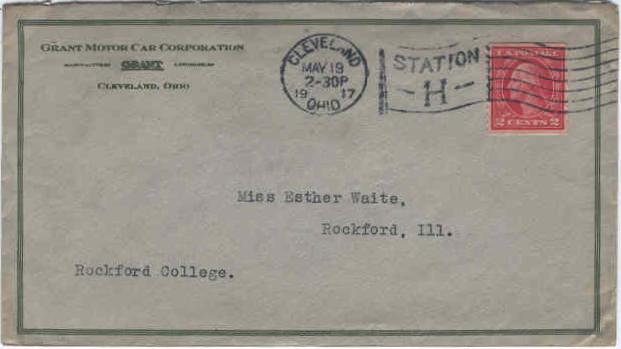 GRANT MOTOR CAR CORPORATION
GRANT
CLEVELAND, OHIO
CLEVELAND
MAY 19
2-30P
19 17
OHIO
STATION
-H-
U.S. POSTAGE
2 CENTS 2
Miss Esther Waite,
Rockford, Ill.
Rockford College.